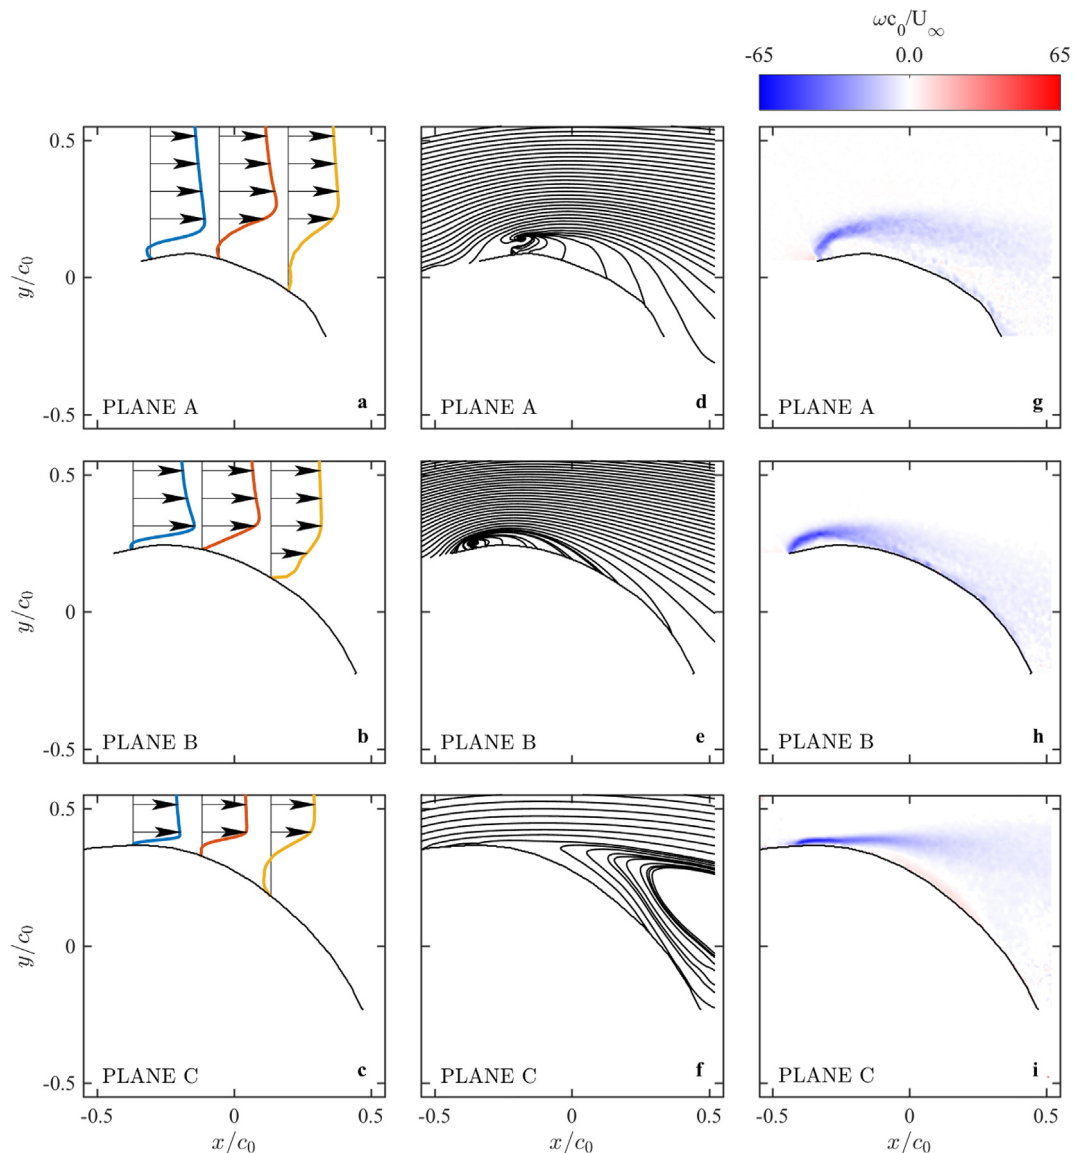 ωc₀/U∞
-65 0.0 65
0.5
0
-0.5
y/c₀
PLANE A a
PLANE A d
PLANE A g
0.5
0
-0.5
y/c₀
PLANE B b
PLANE B e
PLANE B h
0.5
0
-0.5
y/c₀
PLANE C c
PLANE C f
PLANE C i
-0.5 0 0.5
-0.5 0 0.5
-0.5 0 0.5
x/c₀
x/c₀
x/c₀